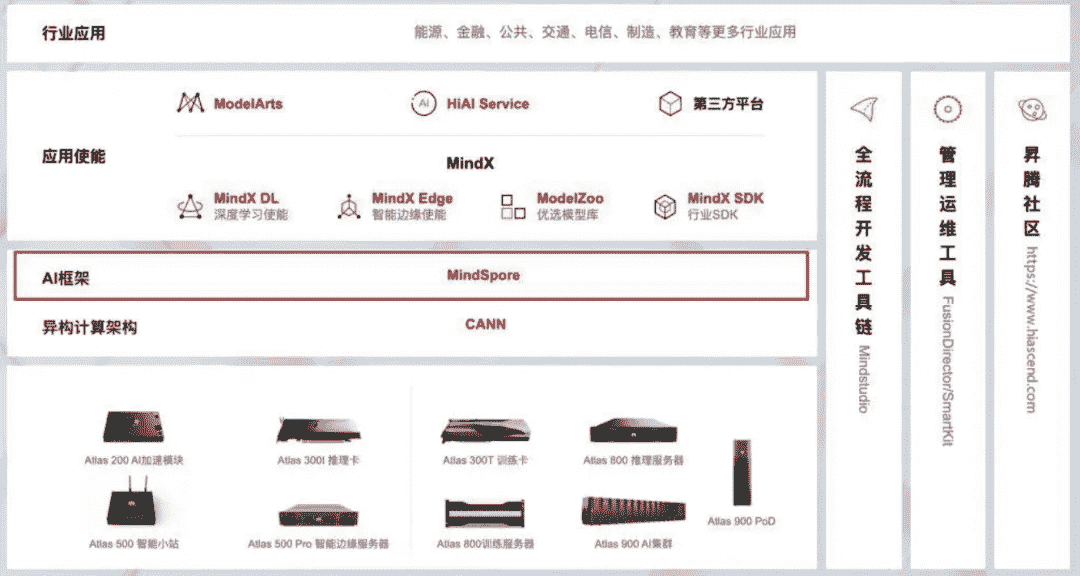 行业应用
能源、金融、公共、交通、电信、制造、教育等更多行业应用
应用使能
ModelArts
AI
HiAI Service
第三方平台
MindX
MindX DL
深度学习使能
MindX Edge
智能边缘使能
ModelZoo
优选模型库
MindX SDK
行业SDK
AI框架
MindSpore
异构计算架构
CANN
Atlas 200 AI加速模块
Atlas 300I 推理卡
Atlas 300T 训练卡
Atlas 800 推理服务器
Atlas 500 智能小站
Atlas 500 Pro 智能边缘服务器
Atlas 800训练服务器
Atlas 900 AI集群
Atlas 900 PoD
全流程开发工具链 Mindstudio
管理运维工具 FusionDirector/SmartKit
昇腾社区 https://www.hiascend.com